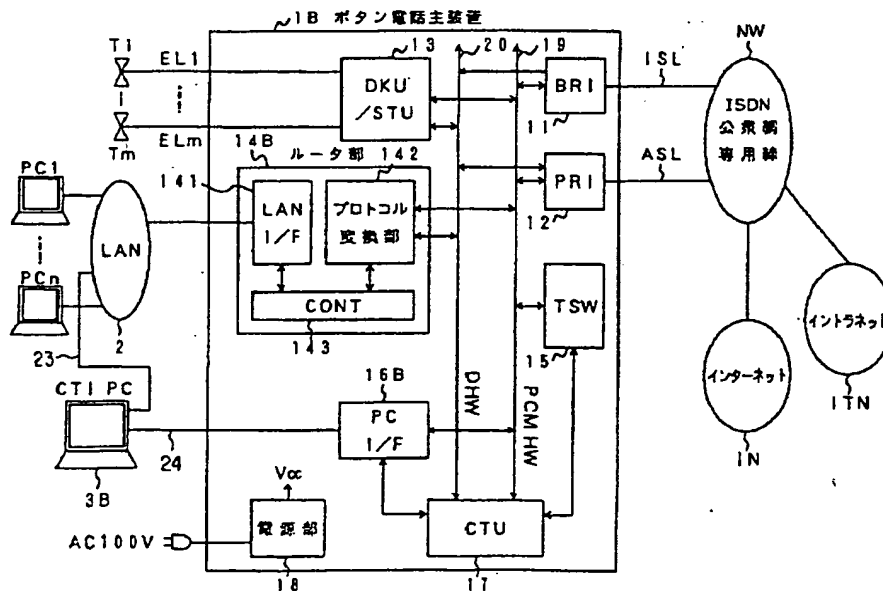 1B ボタン電話主装置
T1
EL1
Tm
ELm
13
DKU
/STU
20
19
BRI
11
ISL
NW
ISDN
公衆網
専用線
14B
ルータ部
142
141
LAN
I/F
プロトコル
変換部
CONT
143
PRI
12
ASL
PC1
PCn
LAN
2
23
TSW
15
イントラネット
ITN
インターネット
IN
CTI PC
3B
24
16B
PC
I/F
DHW
PCM HW
Vcc
AC100V
電源部
18
CTU
17